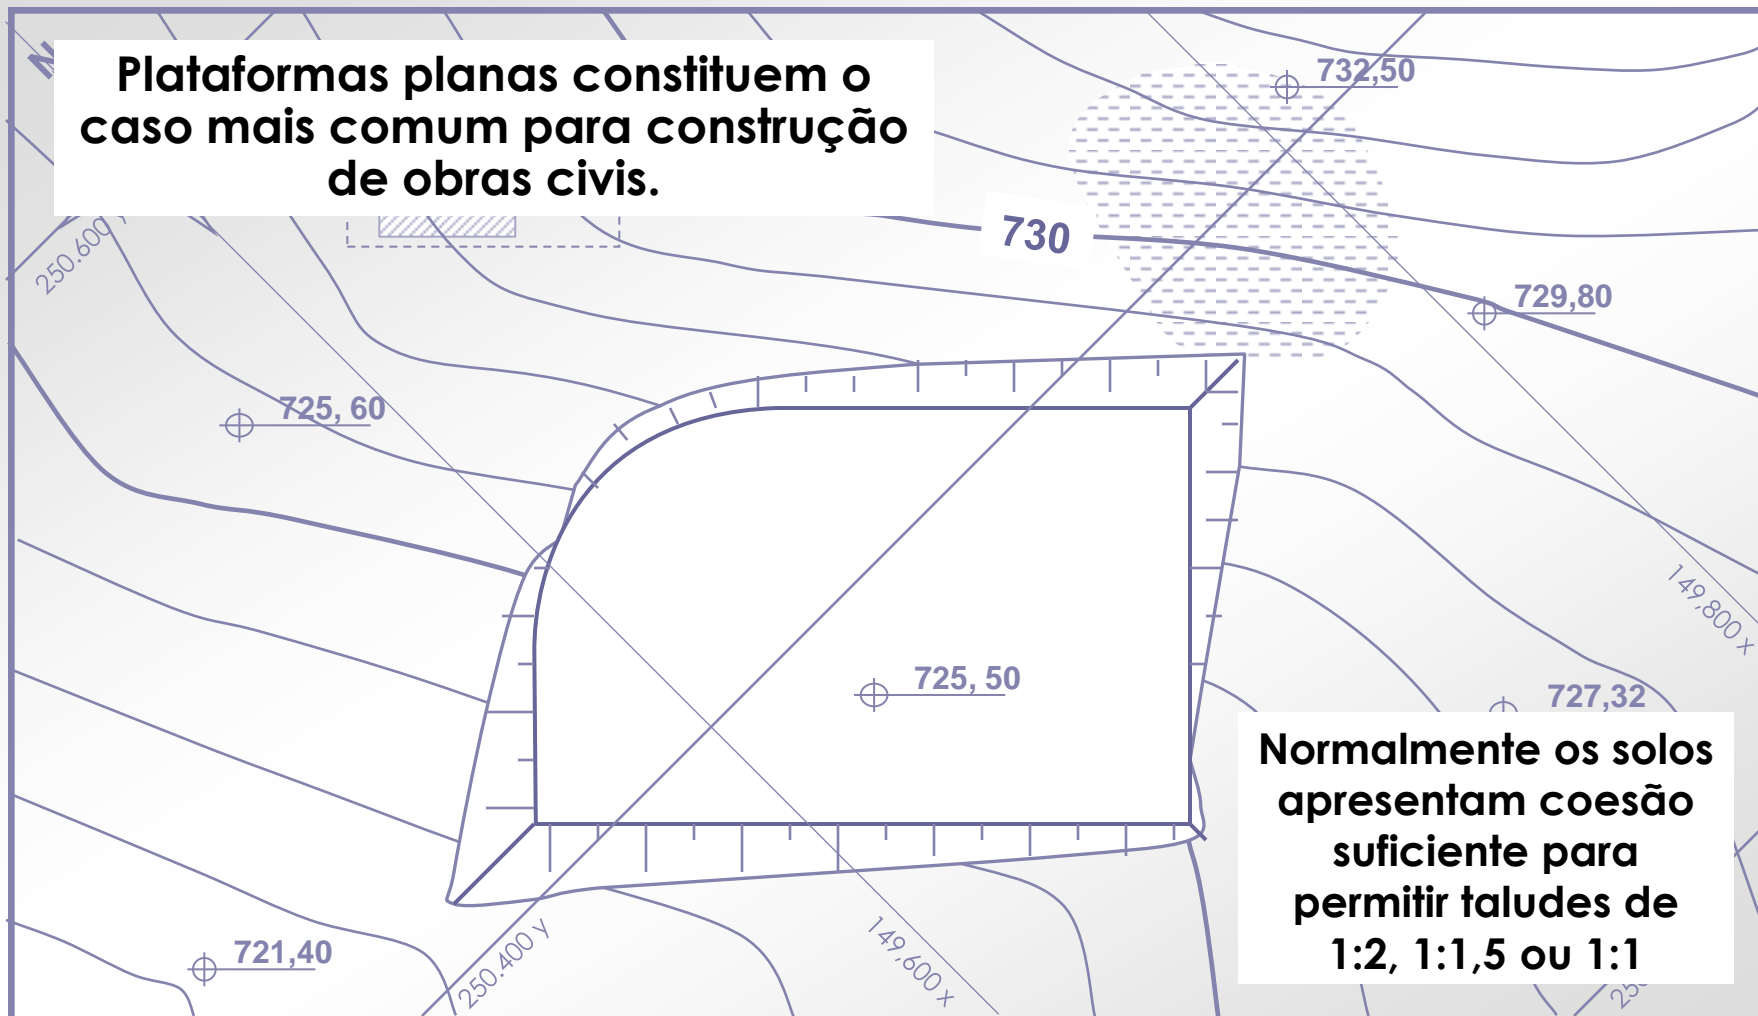 N
Plataformas planas constituem o
caso mais comum para construção
de obras civis.
732,50
730
250.600 y
729,80
725, 60
149,800 x
725, 50
727,32
Normalmente os solos
apresentam coesão
suficiente para
permitir taludes de
1:2, 1:1,5 ou 1:1
721,40
250.400 y
149,600 x